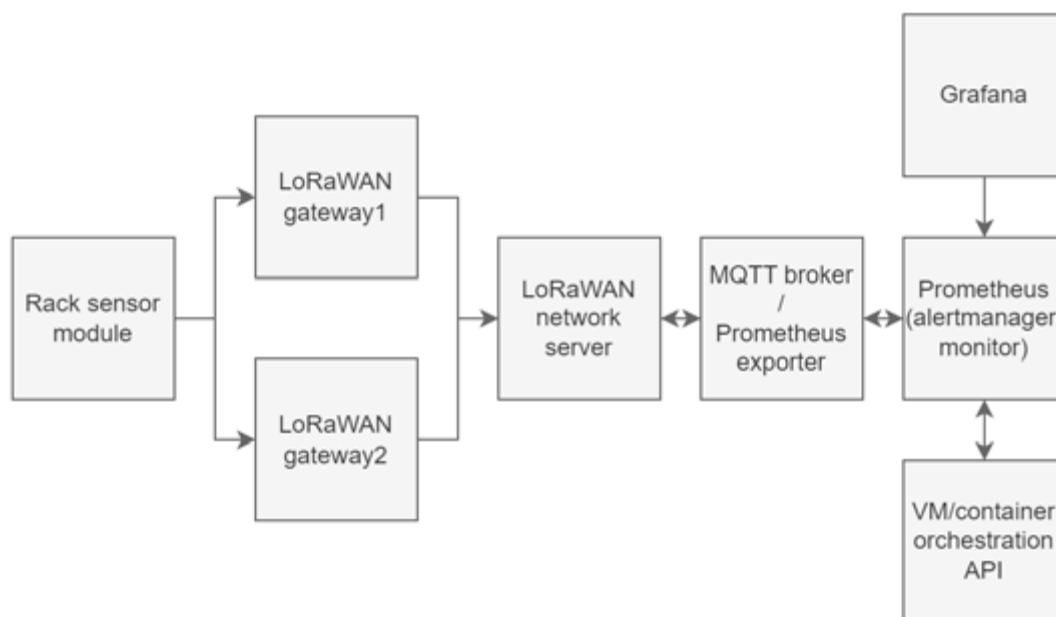 Grafana
LoRaWAN
gateway1
Rack sensor
module
LoRaWAN
network
server
MQTT broker
/
Prometheus
exporter
Prometheus
(alertmanager
monitor)
LoRaWAN
gateway2
VM/container
orchestration
API